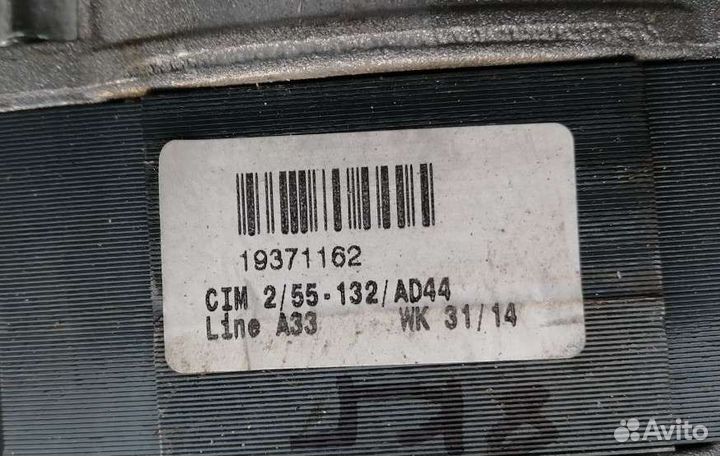 19371162
CIM 2/55-132/AD44
Line A33 WK 31/14
Avito